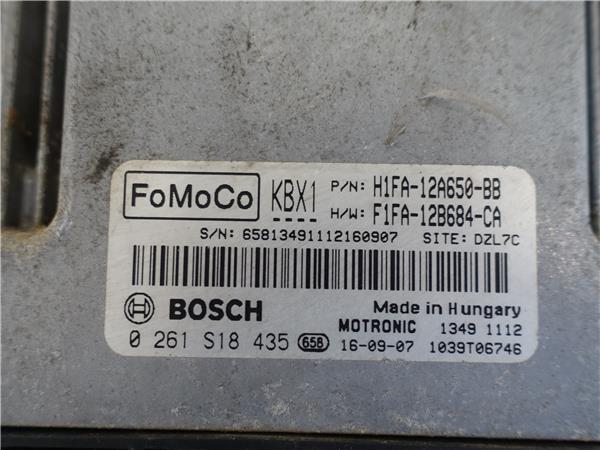 FoMoCo KBX1 P/N: H1FA-12A650-BB
H/W: F1FA-12B684-CA
S/N: 65813491112160907 SITE: DZL7C
BOSCH Made in Hungary
MOTRONIC 1349 1112
0 261 S18 435 658 16-09-07 1039T06746